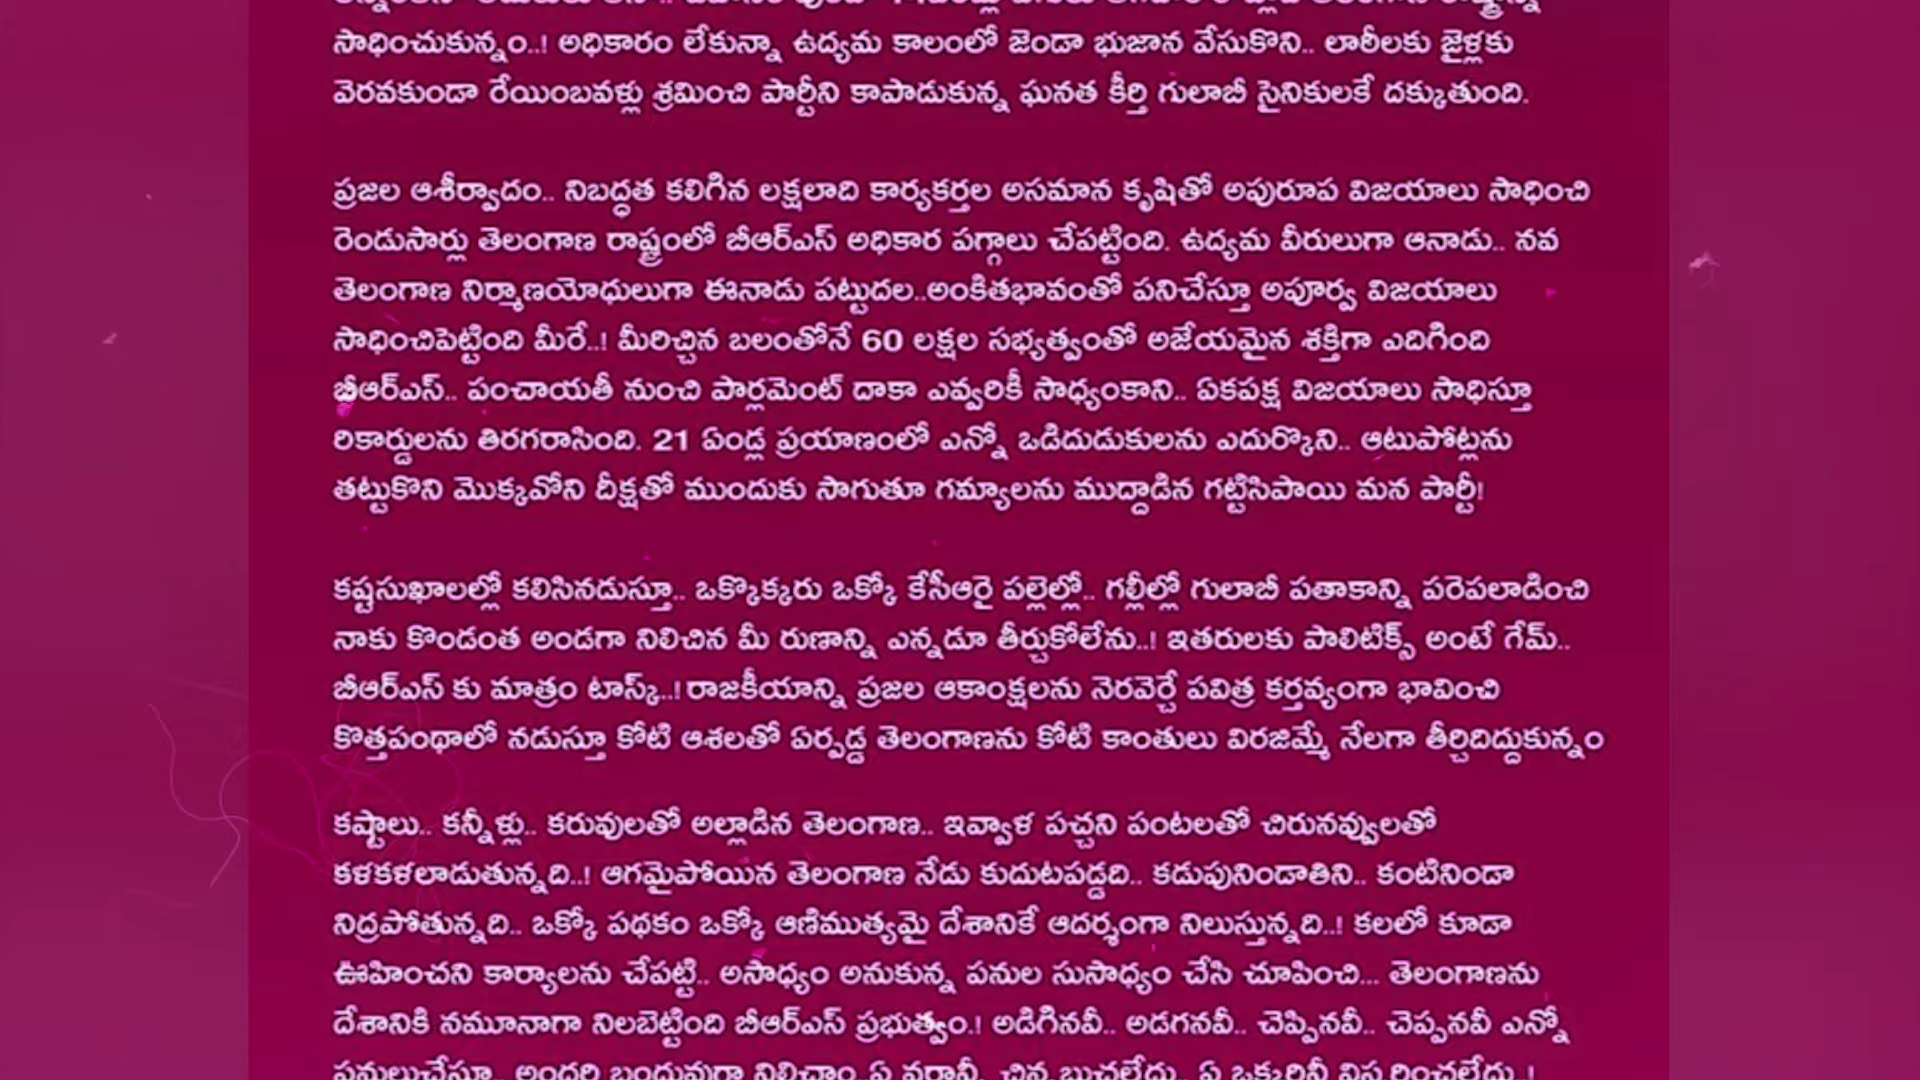 సాధించుకున్నం..! అధికారం లేకున్నా ఉద్యమ కాలంలో జెండా భుజాన వేసుకొని.. లాఠీలకు జైళ్లకు
వెరవకుండా రేయింబవళ్లు శ్రమించి పార్టీని కాపాడుకున్న ఘనత కీర్తి గులాబీ సైనికులకే దక్కుతుంది.
ప్రజల ఆశీర్వాదం.. నిబద్ధత కలిగిన లక్షలాది కార్యకర్తల అసమాన కృషితో అపురూప విజయాలు సాధించి
రెండుసార్లు తెలంగాణ రాష్ట్రంలో బీఆర్ఎస్ అధికార పగ్గాలు చేపట్టింది. ఉద్యమ వీరులుగా ఆనాడు.. నవ
తెలంగాణ నిర్మాణయోధులుగా ఈనాడు పట్టుదల..అంకితభావంతో పనిచేస్తూ అపూర్వ విజయాలు
సాధించిపెట్టింది మీరే..! మీరిచ్చిన బలంతోనే 60 లక్షల సభ్యత్వంతో అజేయమైన శక్తిగా ఎదిగింది
బీఆర్ఎస్.. పంచాయతీ నుంచి పార్లమెంట్ దాకా ఎవ్వరికీ సాధ్యంకాని.. ఏకపక్ష విజయాలు సాధిస్తూ
రికార్డులను తిరగరాసింది. 21 ఏండ్ల ప్రయాణంలో ఎన్నో ఒడిదుడుకులను ఎదుర్కొని.. ఆటుపోట్లను
తట్టుకొని మొక్కవోని దీక్షతో ముందుకు సాగుతూ గమ్యాలను ముద్దాడిన గట్టిసిపాయి మన పార్టీ!
కష్టసుఖాలల్లో కలిసినడుస్తూ.. ఒక్కొక్కరు ఒక్కో కేసీఆరై పల్లెల్లో.. గల్లీల్లో గులాబీ పతాకాన్ని పరెపలాడించి
నాకు కొండంత అండగా నిలిచిన మీ రుణాన్ని ఎన్నడూ తీర్చుకోలేను..! ఇతరులకు పాలిటిక్స్ అంటే గేమ్..
బీఆర్ఎస్ కు మాత్రం టాస్క్..! రాజకీయాన్ని ప్రజల ఆకాంక్షలను నెరవెర్చే పవిత్ర కర్తవ్యంగా భావించి
కొత్తపంథాలో నడుస్తూ కోటి ఆశలతో ఏర్పడ్డ తెలంగాణను కోటి కాంతులు విరజిమ్మే నేలగా తీర్చిదిద్దుకున్నం
కష్టాలు.. కన్నీళ్లు.. కరువులతో అల్లాడిన తెలంగాణ.. ఇవ్వాళ పచ్చని పంటలతో చిరునవ్వులతో
కళకళలాడుతున్నది..! ఆగమైపోయిన తెలంగాణ నేడు కుదుటపడ్డది.. కడుపునిండాతిని.. కంటినిండా
నిద్రపోతున్నది.. ఒక్కో పథకం ఒక్కో ఆణిముత్యమై దేశానికే ఆదర్శంగా నిలుస్తున్నది..! కలలో కూడా
ఊహించని కార్యాలను చేపట్టి.. అసాధ్యం అనుకున్న పనుల సుసాధ్యం చేసి చూపించి... తెలంగాణను
దేశానికి నమూనాగా నిలబెట్టింది బీఆర్ఎస్ ప్రభుత్వం.! అడిగినవీ.. అడగనవీ.. చెప్పినవీ.. చెప్పనవీ ఎన్నో